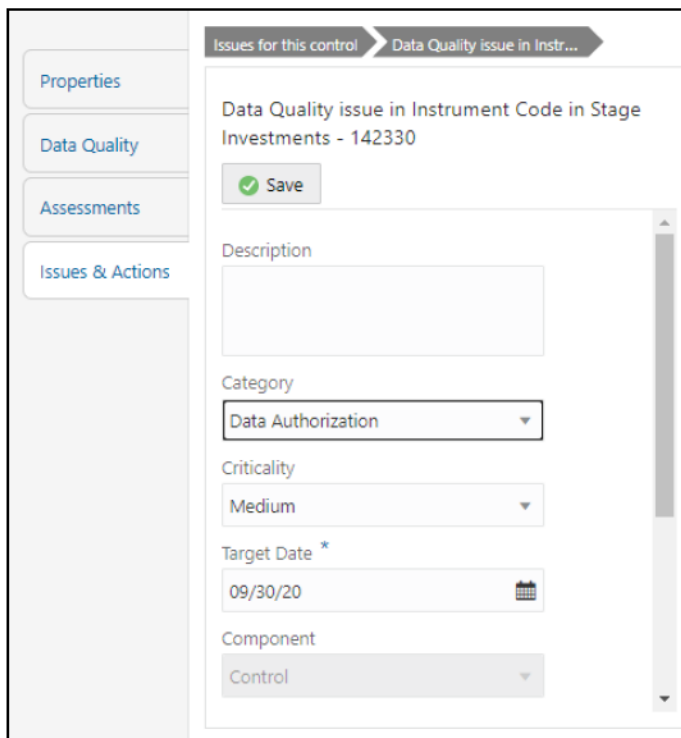 Issues for this control
Data Quality issue in Instr...
Properties
Data Quality
Assessments
Issues & Actions
Data Quality issue in Instrument Code in Stage
Investments - 142330
Save
Description
Category
Data Authorization
Criticality
Medium
Target Date *
09/30/20
Component
Control